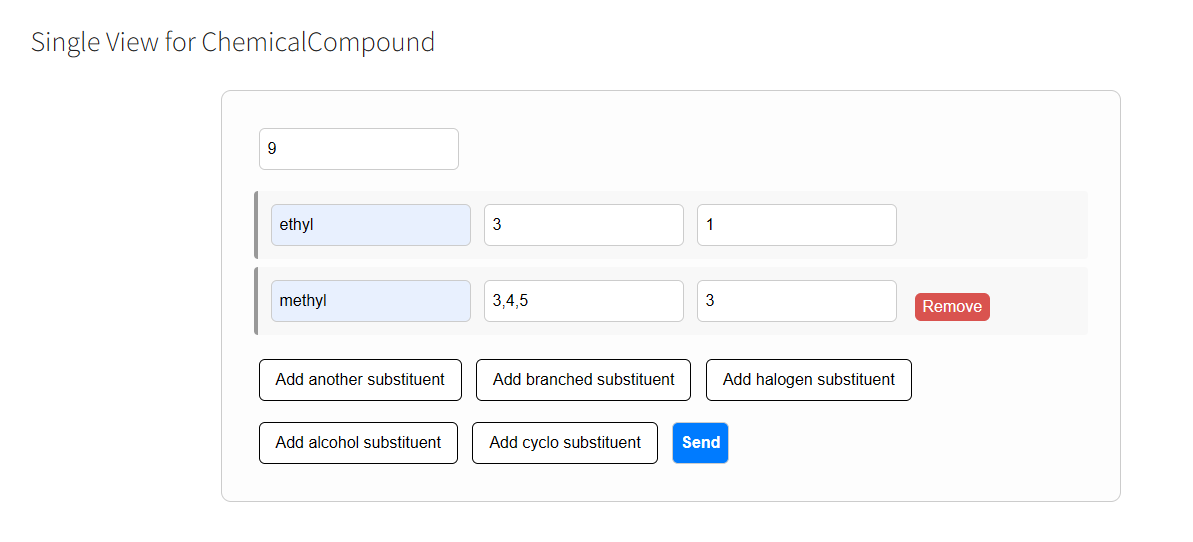 Single View for ChemicalCompound
9
ethyl 3 1
methyl 3,4,5 3 Remove
Add another substituent Add branched substituent Add halogen substituent
Add alcohol substituent Add cyclo substituent Send